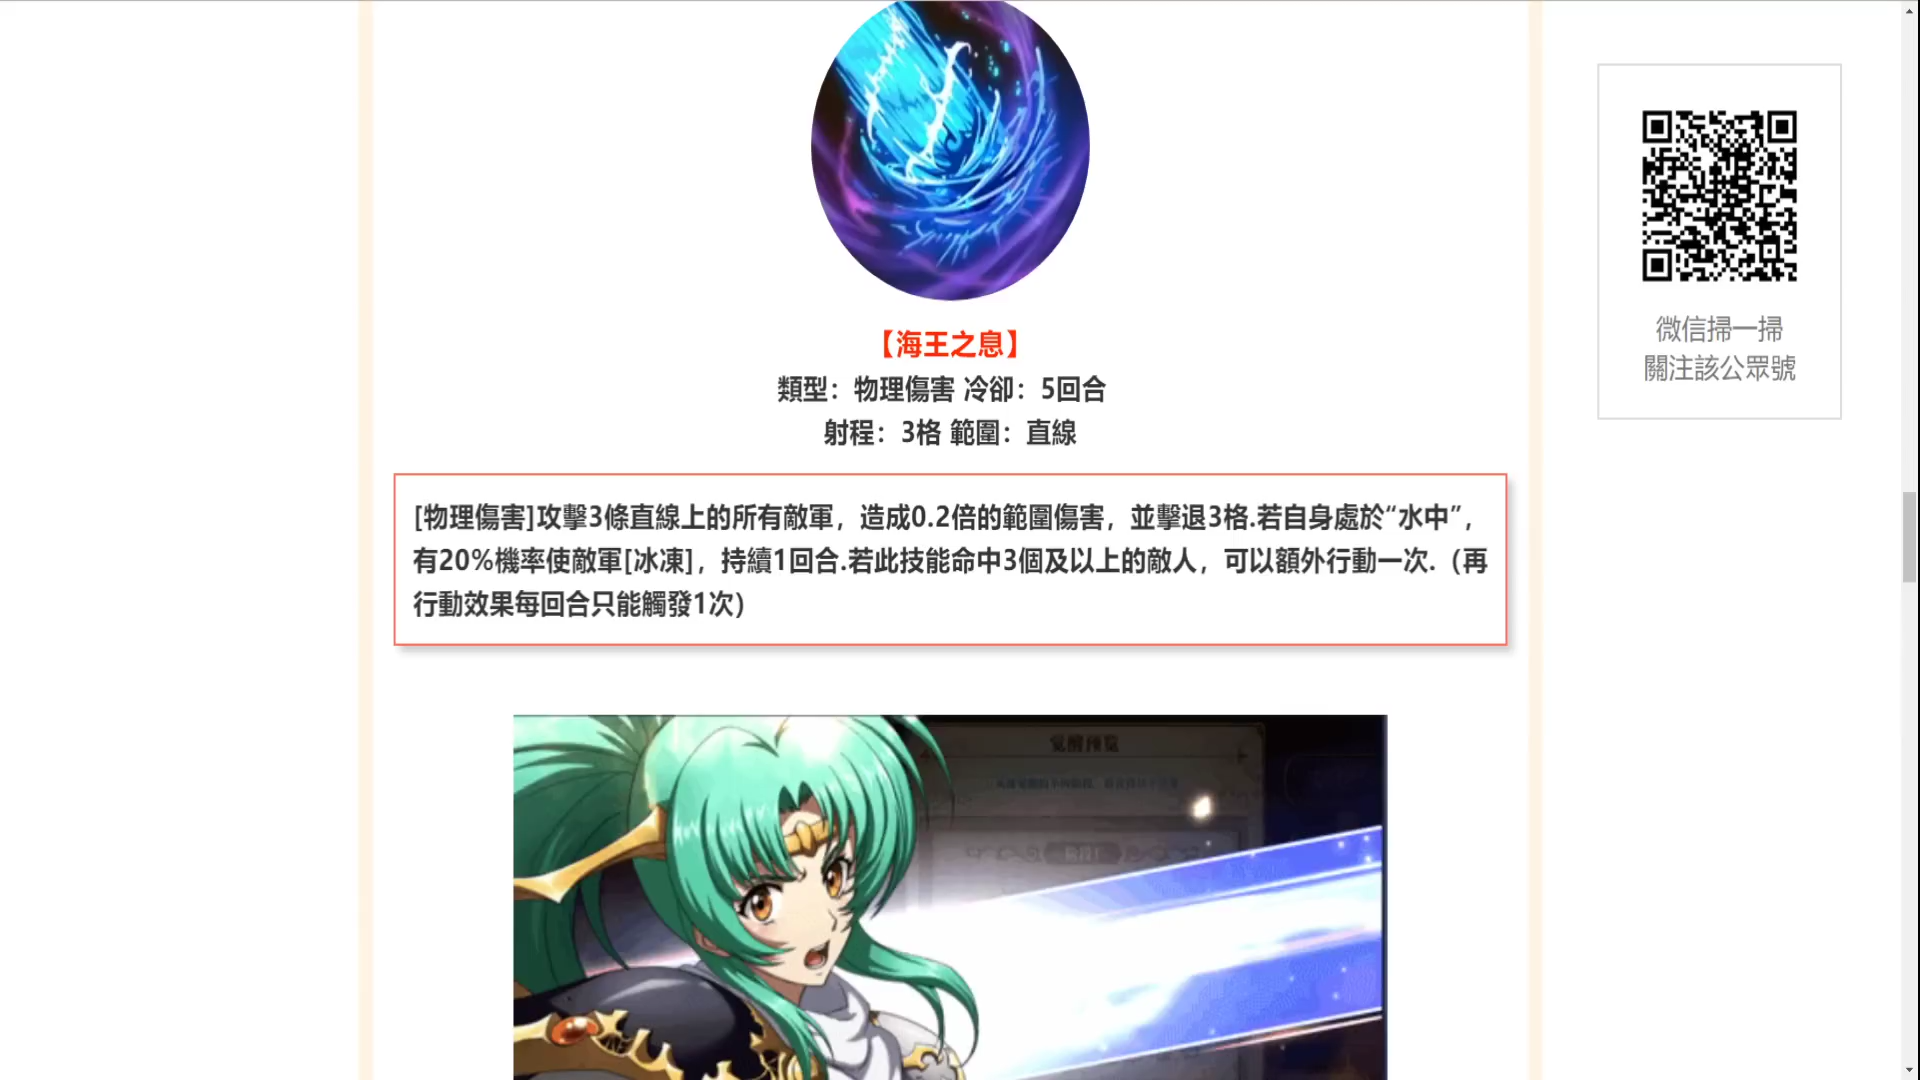 【海王之息】
類型：物理傷害 冷卻：5回合
射程：3格 範圍：直線
[物理傷害]攻擊3條直線上的所有敵軍，造成0.2倍的範圍傷害，並擊退3格.若自身處於“水中”，
有20%機率使敵軍[冰凍]，持續1回合.若此技能命中3個及以上的敵人，可以額外行動一次.（再
行動效果每回合只能觸發1次）
微信掃一掃
關注該公眾號
觉醒预览